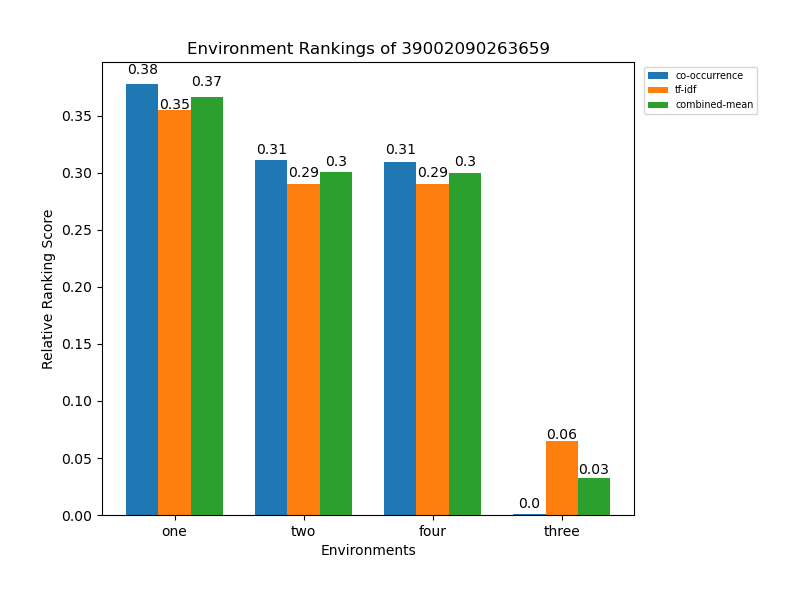 Environment Rankings of 39002090263659
co-occurrence
tf-idf
combined-mean
Relative Ranking Score
0.35
0.30
0.25
0.20
0.15
0.10
0.05
0.00
0.38
0.35
0.37
0.31
0.29
0.3
0.31
0.29
0.3
0.0
0.06
0.03
one
two
four
three
Environments